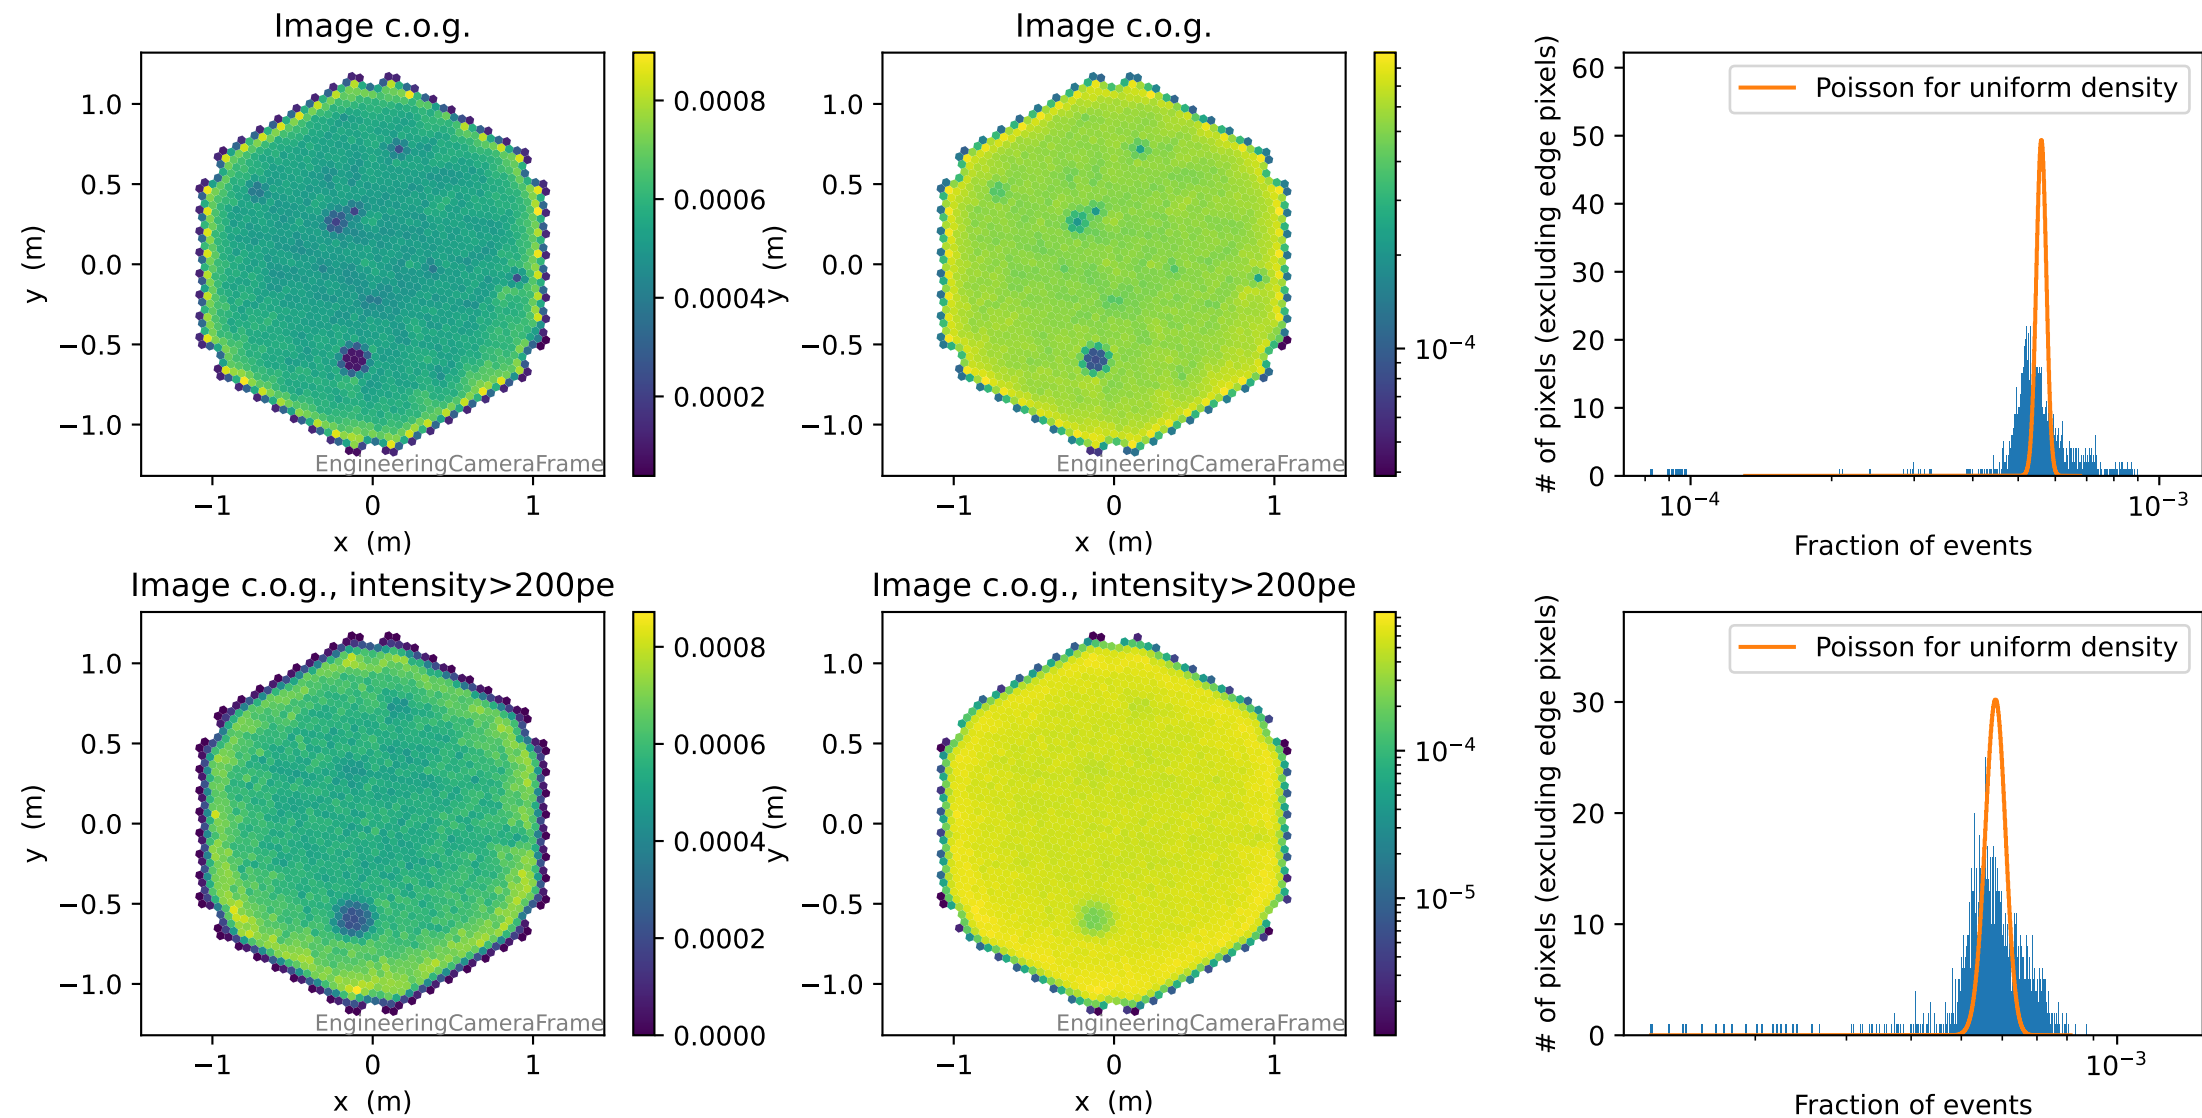 Image c.o.g.
1.0
0.5
0.0
−0.5
−1.0
y (m)
−1
0
1
x (m)
EngineeringCameraFrame
0.0008
0.0006
0.0004
0.0002
Image c.o.g.
1.0
0.5
0.0
−0.5
−1.0
y (m)
−1
0
1
x (m)
EngineeringCameraFrame
10⁻⁴
60
50
40
30
20
10
0
# of pixels (excluding edge pixels)
Poisson for uniform density
10⁻⁴
10⁻³
Fraction of events
Image c.o.g., intensity>200pe
1.0
0.5
0.0
−0.5
−1.0
y (m)
−1
0
1
x (m)
EngineeringCameraFrame
0.0008
0.0006
0.0004
0.0002
0.0000
Image c.o.g., intensity>200pe
1.0
0.5
0.0
−0.5
−1.0
y (m)
−1
0
1
x (m)
EngineeringCameraFrame
10⁻⁴
10⁻⁵
30
20
10
0
# of pixels (excluding edge pixels)
Poisson for uniform density
10⁻³
Fraction of events